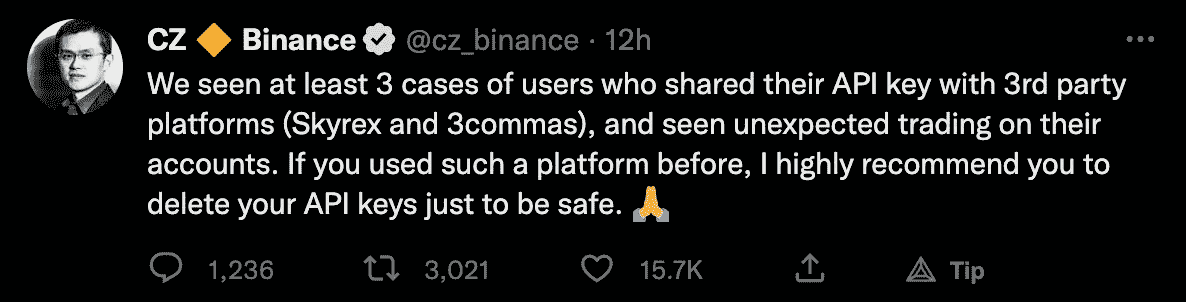 CZ 🔶 Binance @cz_binance · 12h
We seen at least 3 cases of users who shared their API key with 3rd party
platforms (Skyrex and 3commas), and seen unexpected trading on their
accounts. If you used such a platform before, I highly recommend you to
delete your API keys just to be safe. 🙏
1,236 3,021 15.7K Tip